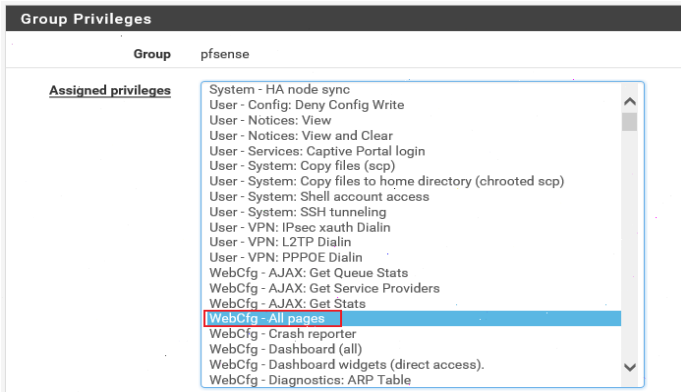 Group Privileges
Group pfsense
Assigned privileges
System - HA node sync
User - Config: Deny Config Write
User - Notices: View
User - Notices: View and Clear
User - Services: Captive Portal login
User - System: Copy files (scp)
User - System: Copy files to home directory (chrooted scp)
User - System: Shell account access
User - System: SSH tunneling
User - VPN: IPsec xauth Dialin
User - VPN: L2TP Dialin
User - VPN: PPPOE Dialin
WebCfg - AJAX: Get Queue Stats
WebCfg - AJAX: Get Service Providers
WebCfg - AJAX: Get Stats
WebCfg - All pages
WebCfg - Crash reporter
WebCfg - Dashboard (all)
WebCfg - Dashboard widgets (direct access).
WebCfg - Diagnostics: ARP Table